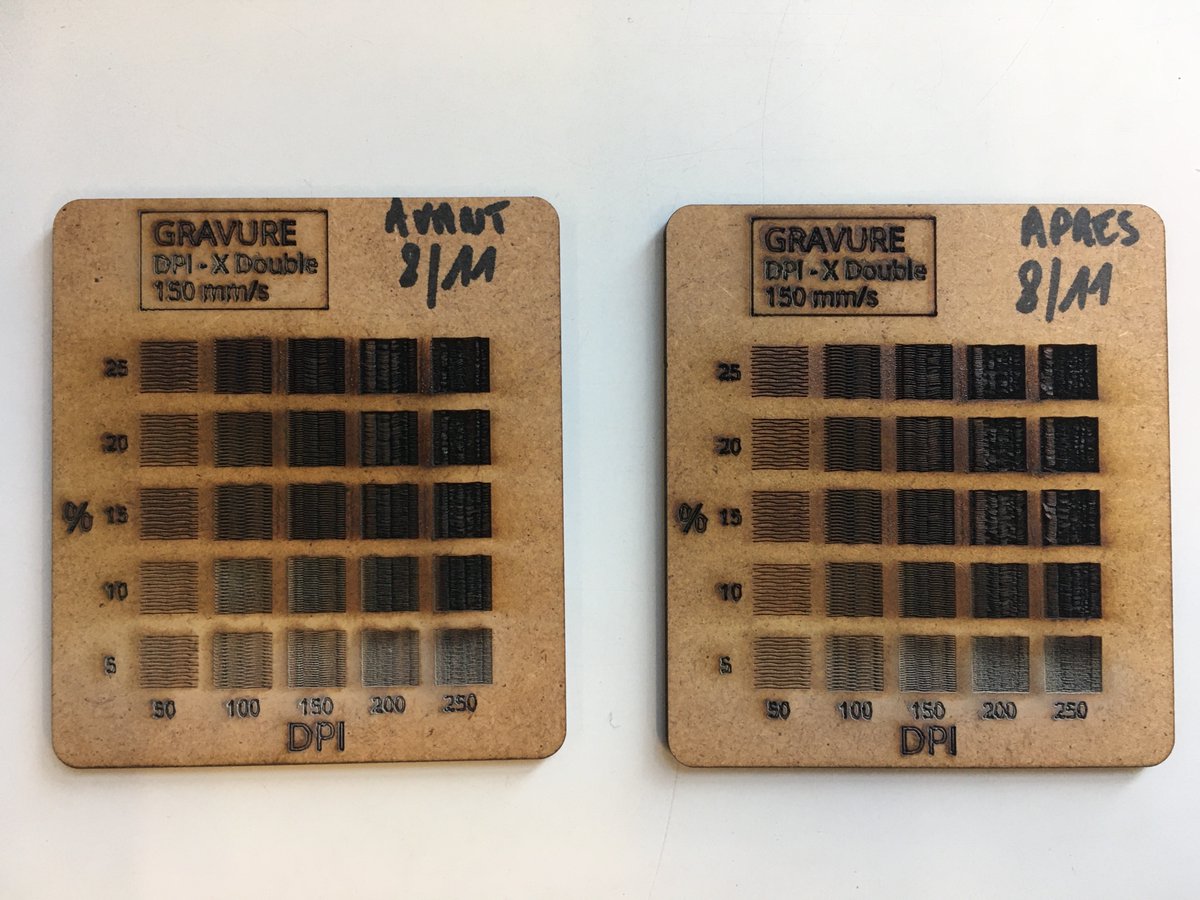 GRAVURE
DPI - X Double
150 mm/s
AVANT
8/11
25
20
% 15
10
5
50 100 150 200 250
DPI
GRAVURE
DPI - X Double
150 mm/s
APRES
8/11
25
20
% 15
10
5
50 100 150 200 250
DPI